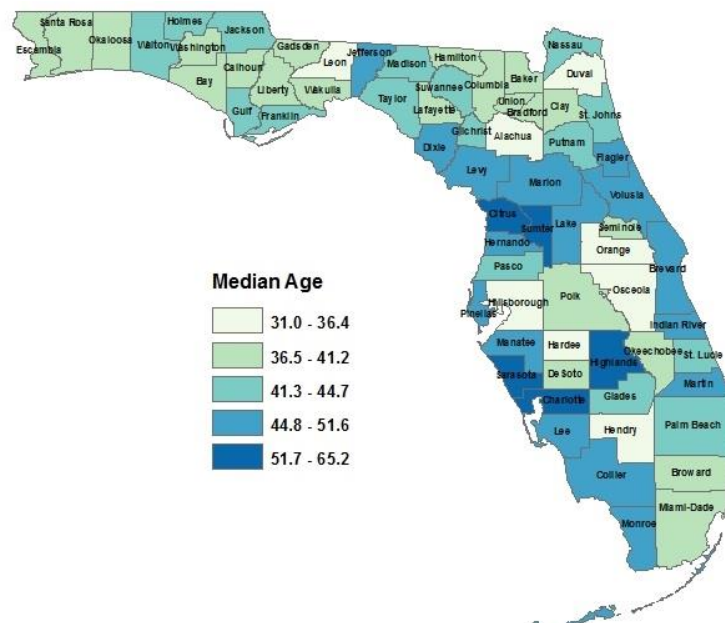 Santa Rosa
Escambia
Okaloosa
Walton
Holmes
Washington
Jackson
Bay
Calhoun
Gulf
Gadsden
Liberty
Franklin
Leon
Wakulla
Jefferson
Madison
Taylor
Hamilton
Suwannee
Lafayette
Columbia
Dixie
Gilchrist
Baker
Union
Bradford
Alachua
Levy
Nassau
Duval
Clay
St. Johns
Putnam
Flagler
Marion
Volusia
Citrus
Sumter
Lake
Hernando
Seminole
Orange
Pasco
Brevard
Osceola
Pinellas
Hillsborough
Polk
Indian River
Manatee
Hardee
Highlands
Okeechobee
St. Lucie
Sarasota
DeSoto
Martin
Charlotte
Glades
Lee
Hendry
Palm Beach
Collier
Broward
Monroe
Miami-Dade
Median Age
31.0 - 36.4
36.5 - 41.2
41.3 - 44.7
44.8 - 51.6
51.7 - 65.2